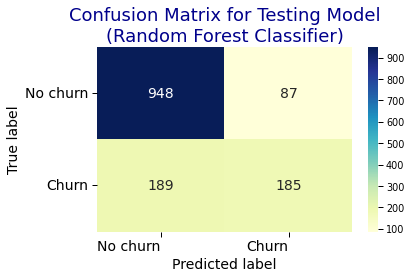 Confusion Matrix for Testing Model
(Random Forest Classifier)
True label
No churn
Churn
948
87
189
185
No churn
Churn
Predicted label
900
800
700
600
500
400
300
200
100